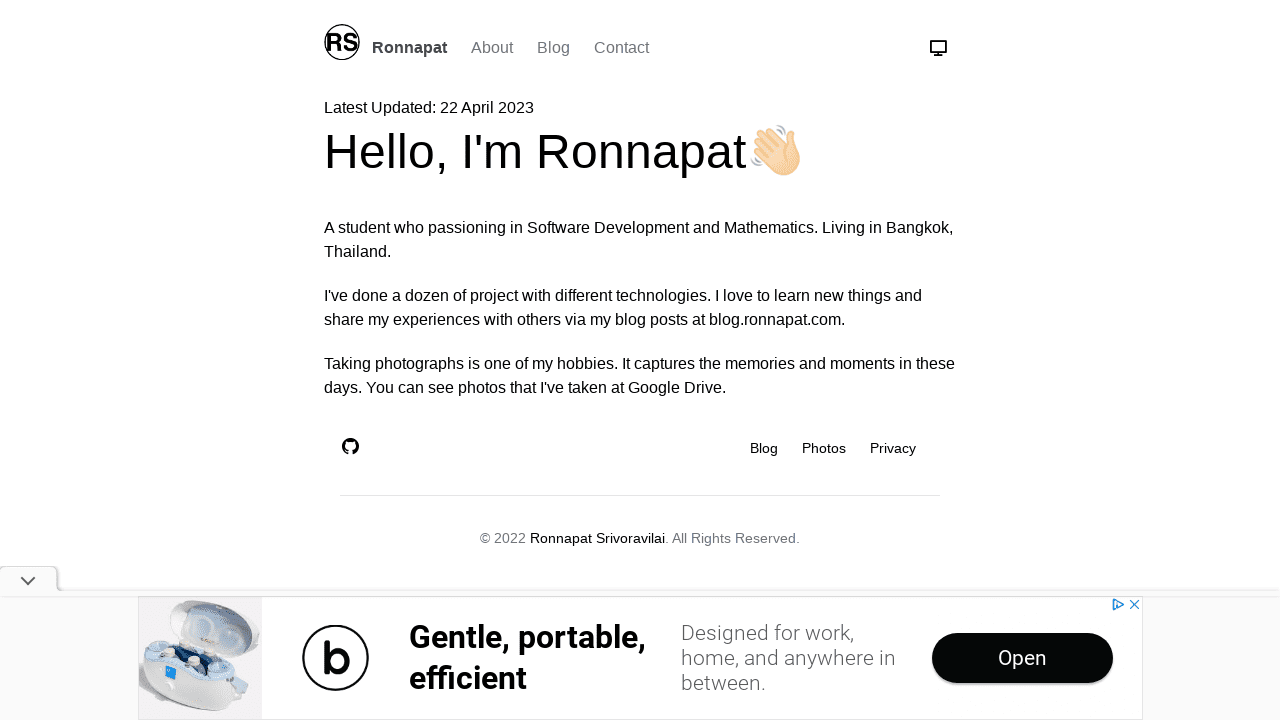 RS Ronnapat About Blog Contact
Latest Updated: 22 April 2023
Hello, I'm Ronnapat👋🏻
A student who passioning in Software Development and Mathematics. Living in Bangkok,
Thailand.
I've done a dozen of project with different technologies. I love to learn new things and
share my experiences with others via my blog posts at blog.ronnapat.com.
Taking photographs is one of my hobbies. It captures the memories and moments in these
days. You can see photos that I've taken at Google Drive.
Blog Photos Privacy
© 2022 Ronnapat Srivoravilai. All Rights Reserved.
b
Gentle, portable,
efficient
Designed for work,
home, and anywhere in
between.
Open